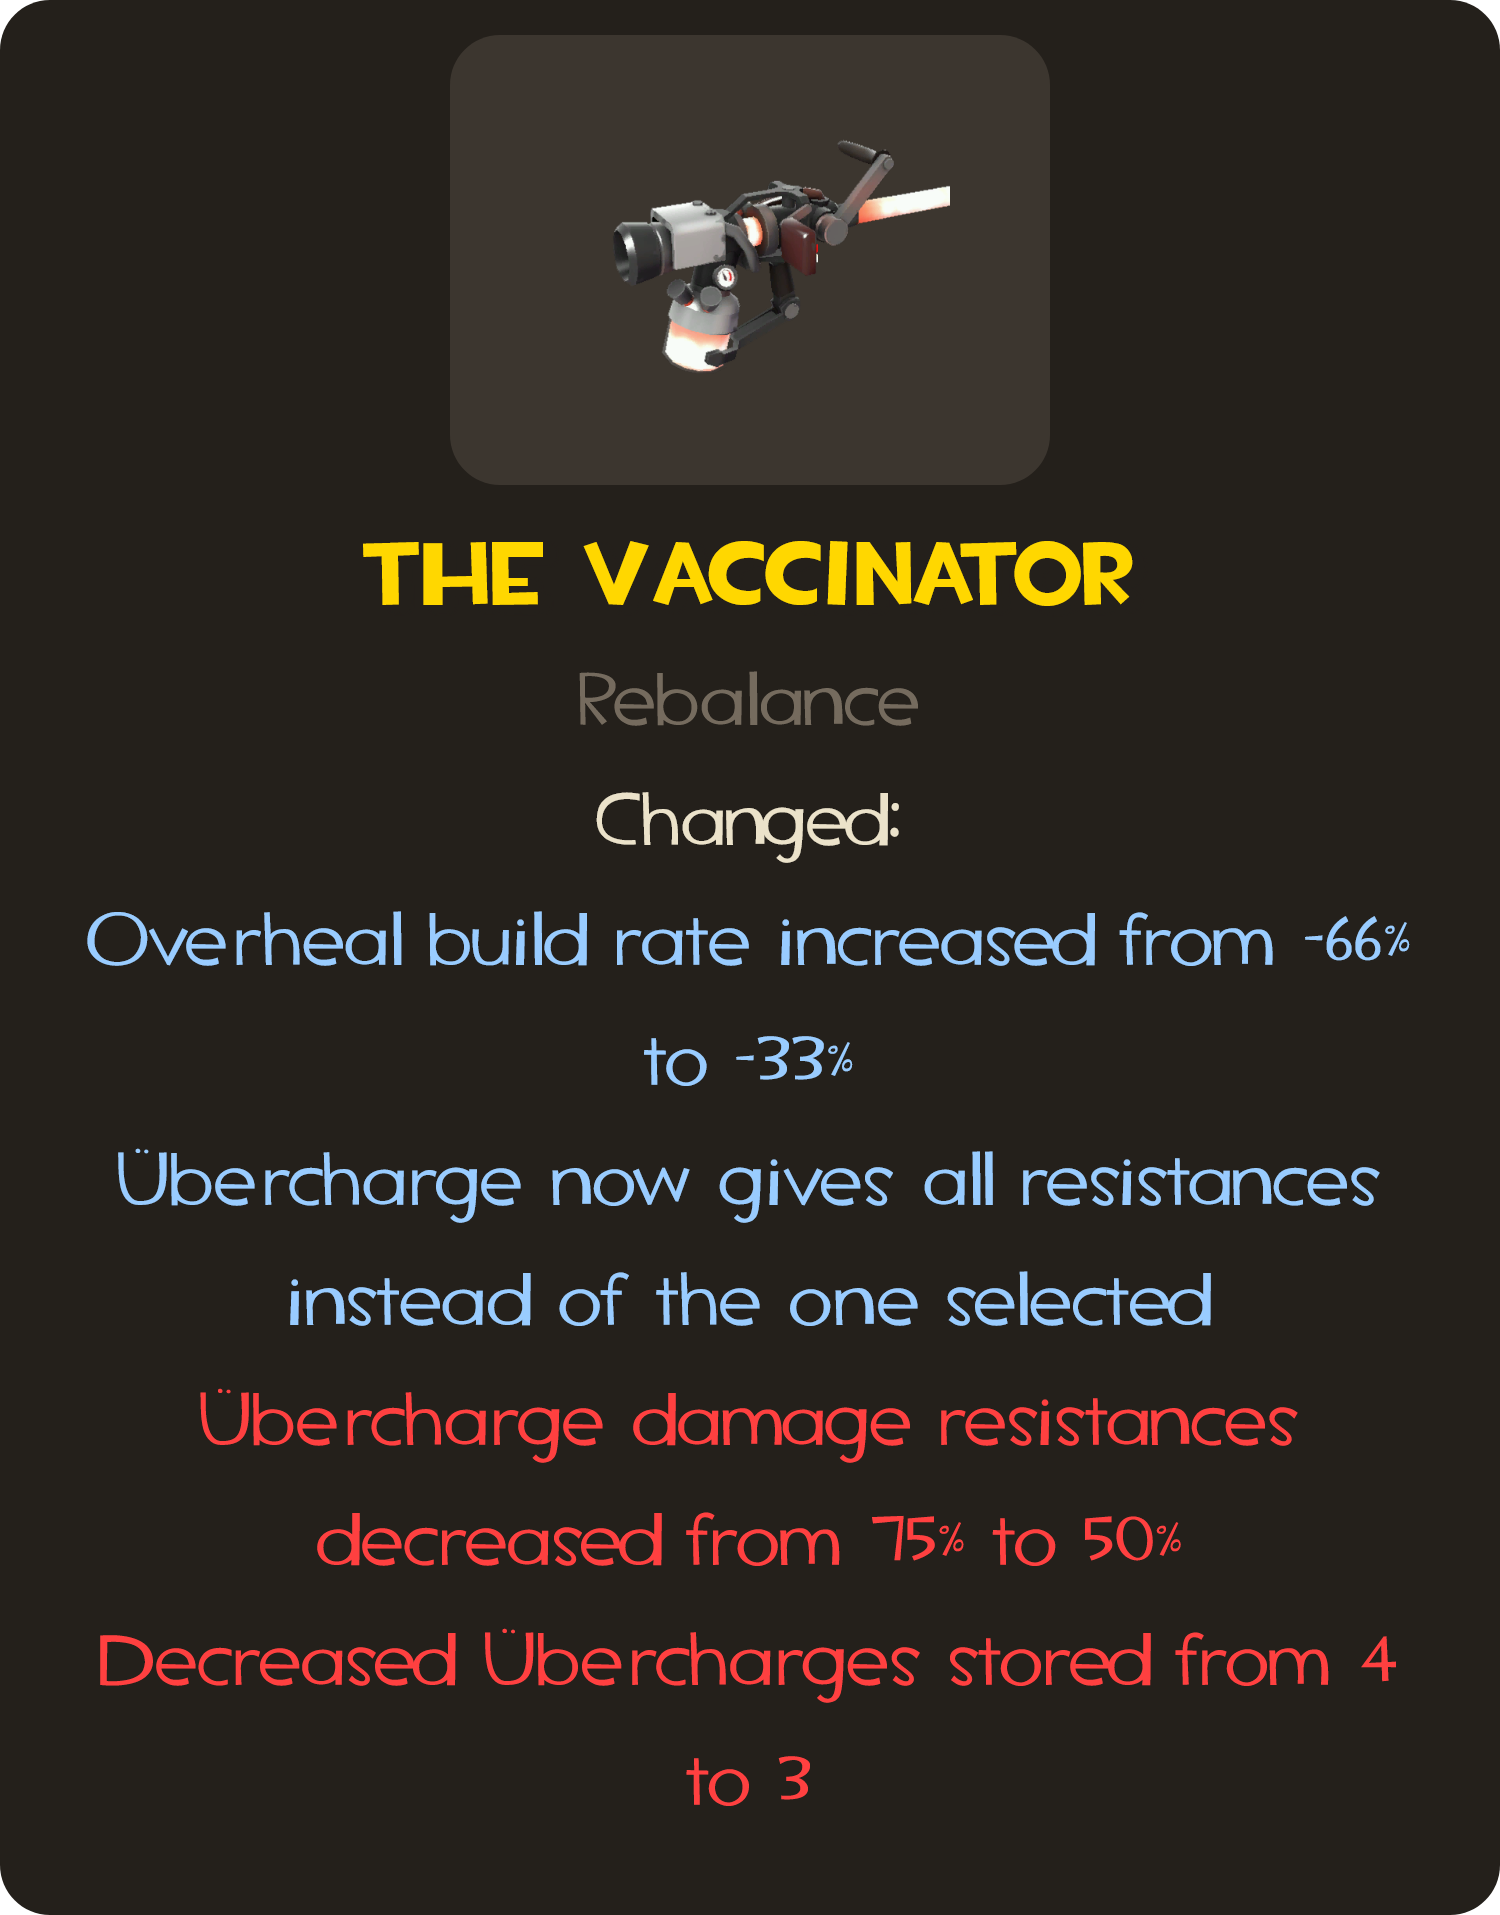 THE VACCINATOR
Rebalance
Changed:
Overheal build rate increased from -66%
to -33%
Übercharge now gives all resistances
instead of the one selected
Übercharge damage resistances
decreased from 75% to 50%
Decreased Übercharges stored from 4
to 3